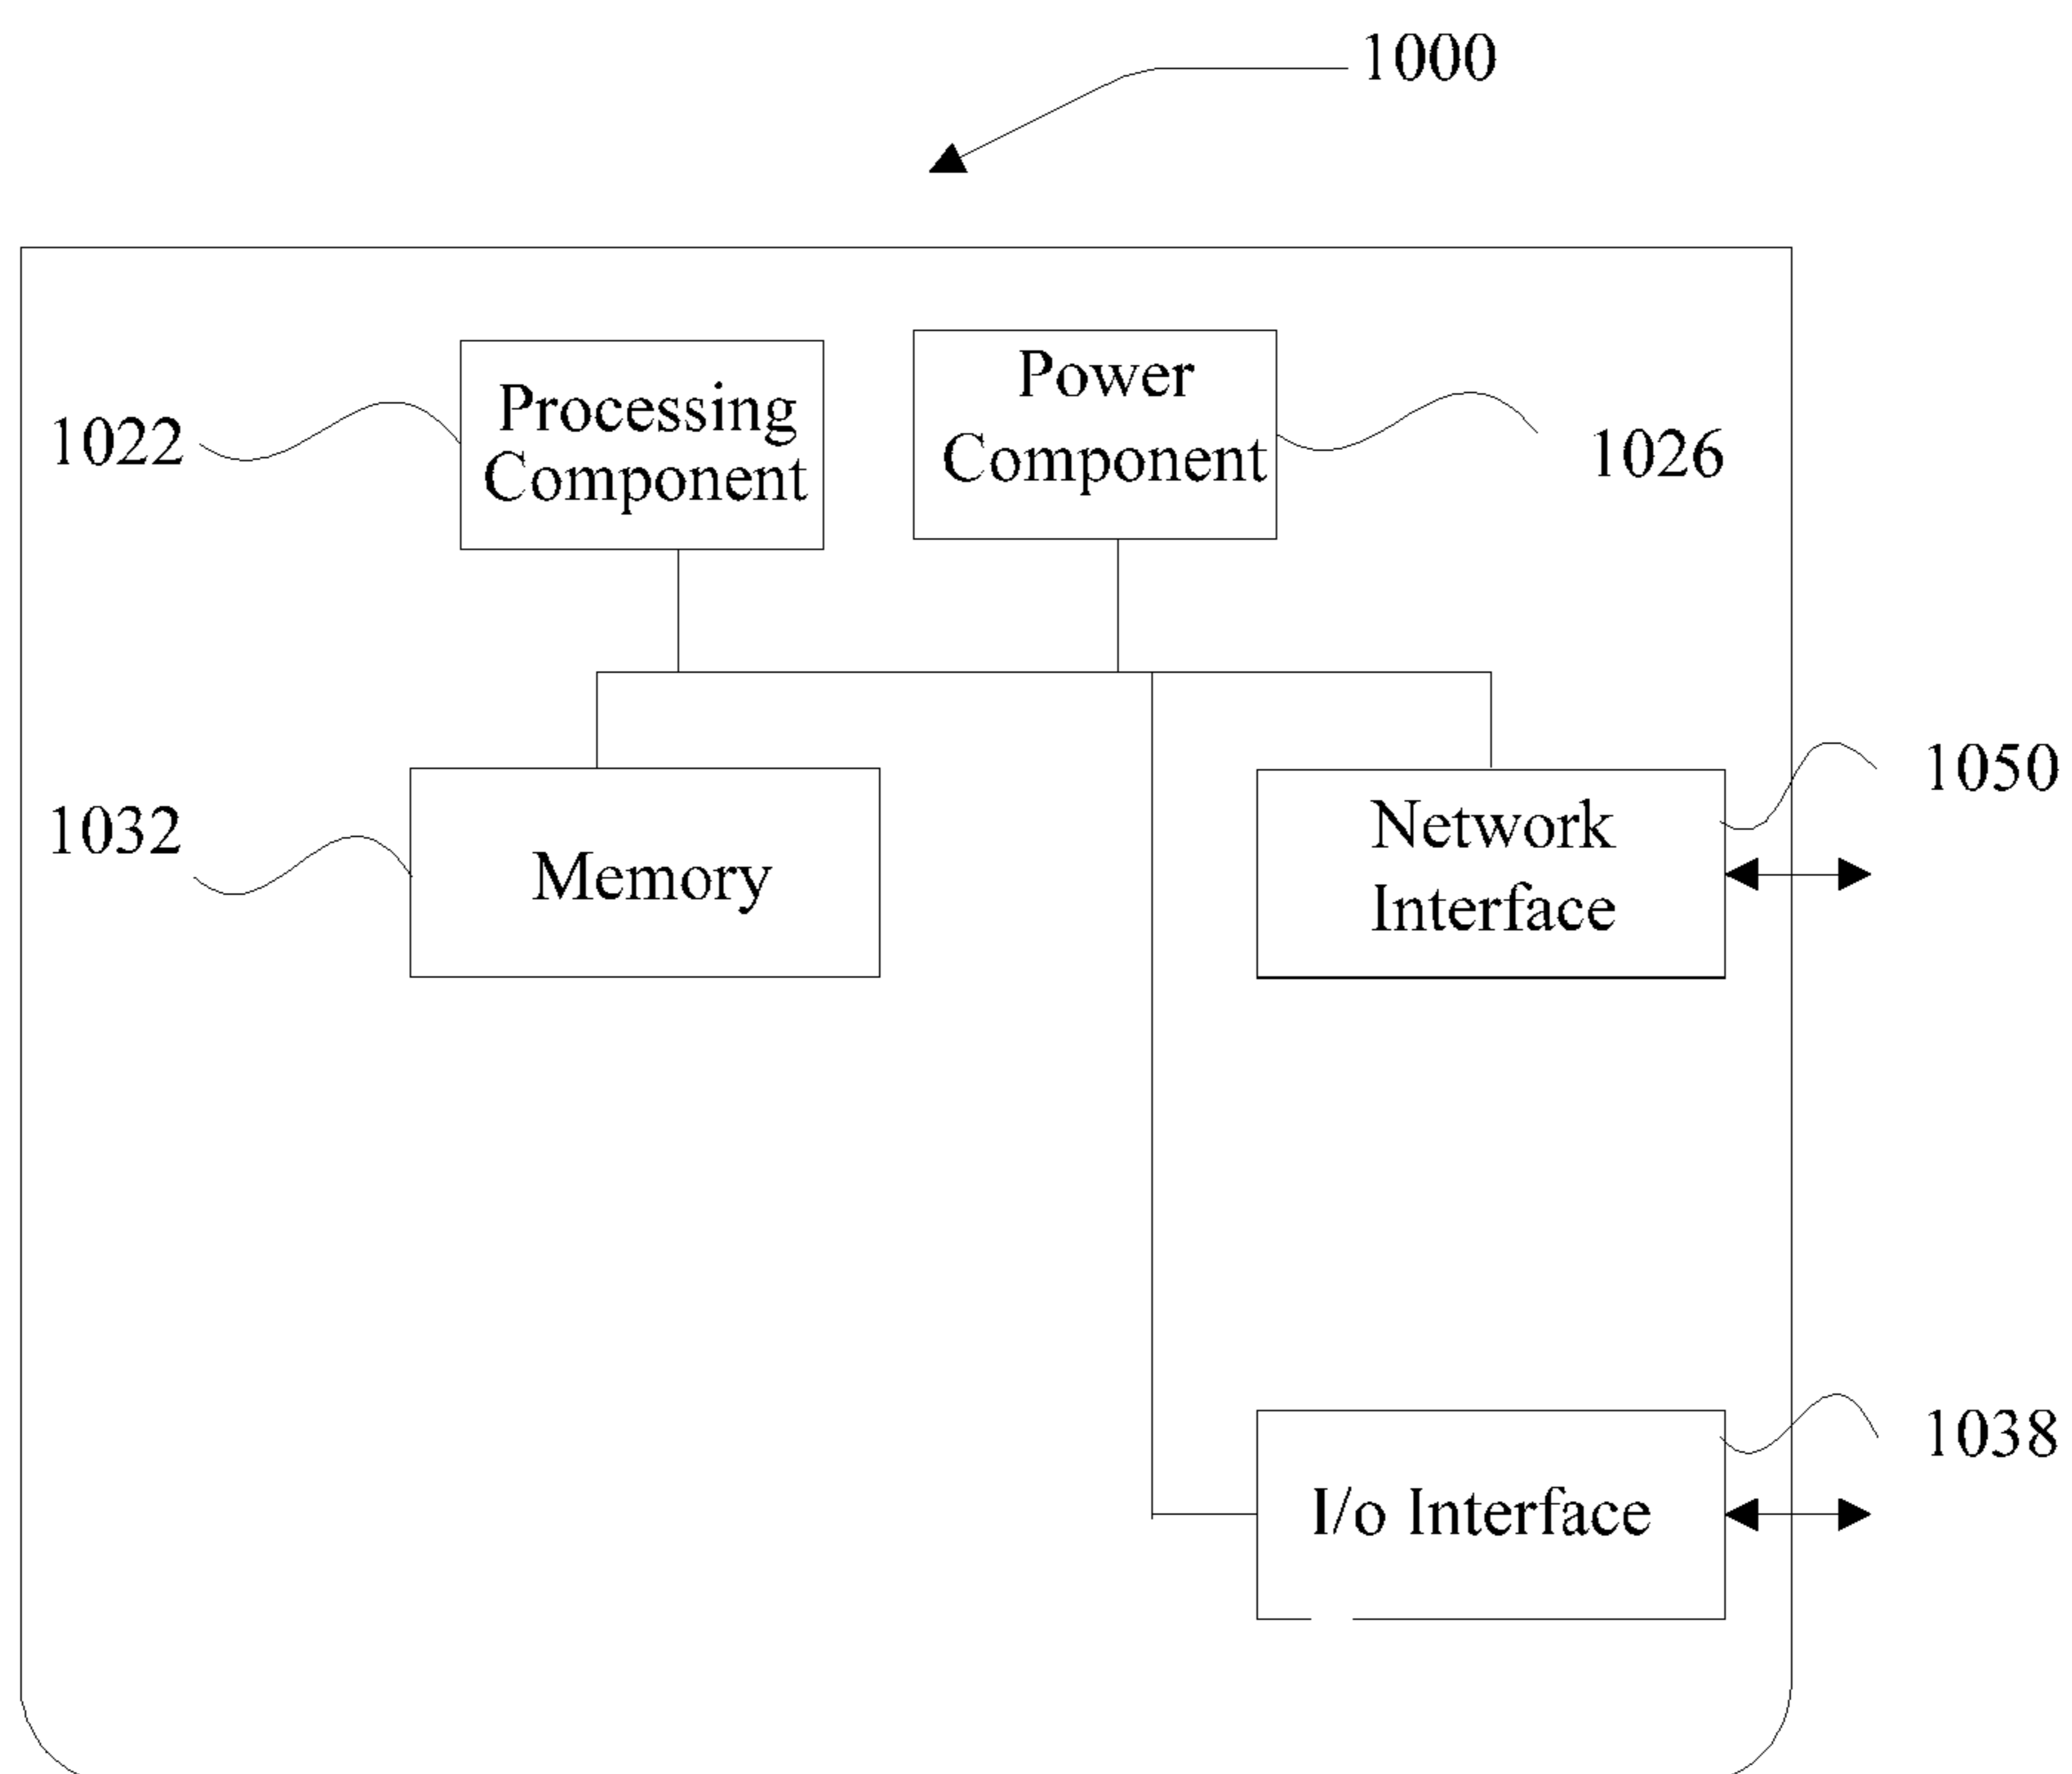 1000
Processing
Component
Power
Component
1022
1026
1050
1032
Memory
Network
Interface
1038
I/o Interface